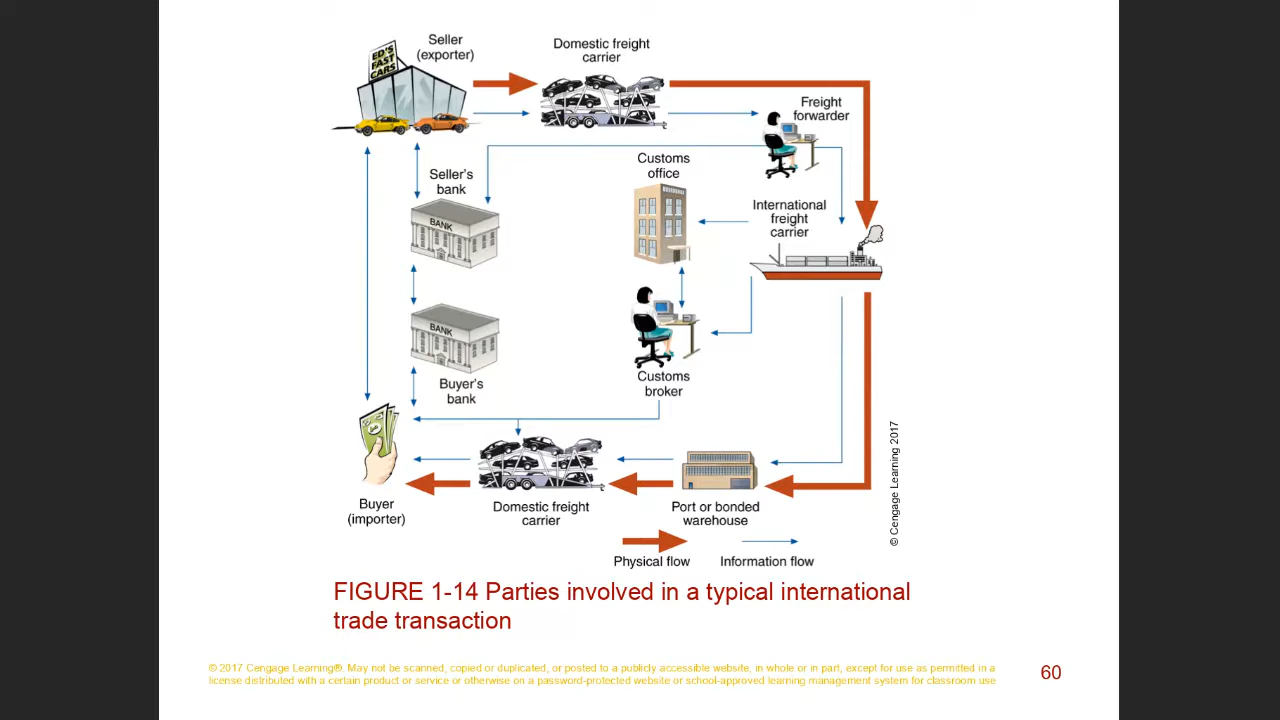 Seller
(exporter)
Domestic freight
carrier
ED'S
FAST
CARS
Freight
forwarder
Customs
office
Seller's
bank
BANK
International
freight
carrier
BANK
Buyer's
bank
Customs
broker
Buyer
(importer)
Domestic freight
carrier
Port or bonded
warehouse
© Cengage Learning 2017
Physical flow
Information flow
FIGURE 1-14 Parties involved in a typical international
trade transaction
© 2017 Cengage Learning®. May not be scanned, copied or duplicated, or posted to a publicly accessible website, in whole or in part, except for use as permitted in a
license distributed with a certain product or service or otherwise on a password-protected website or school-approved learning management system for classroom use
60